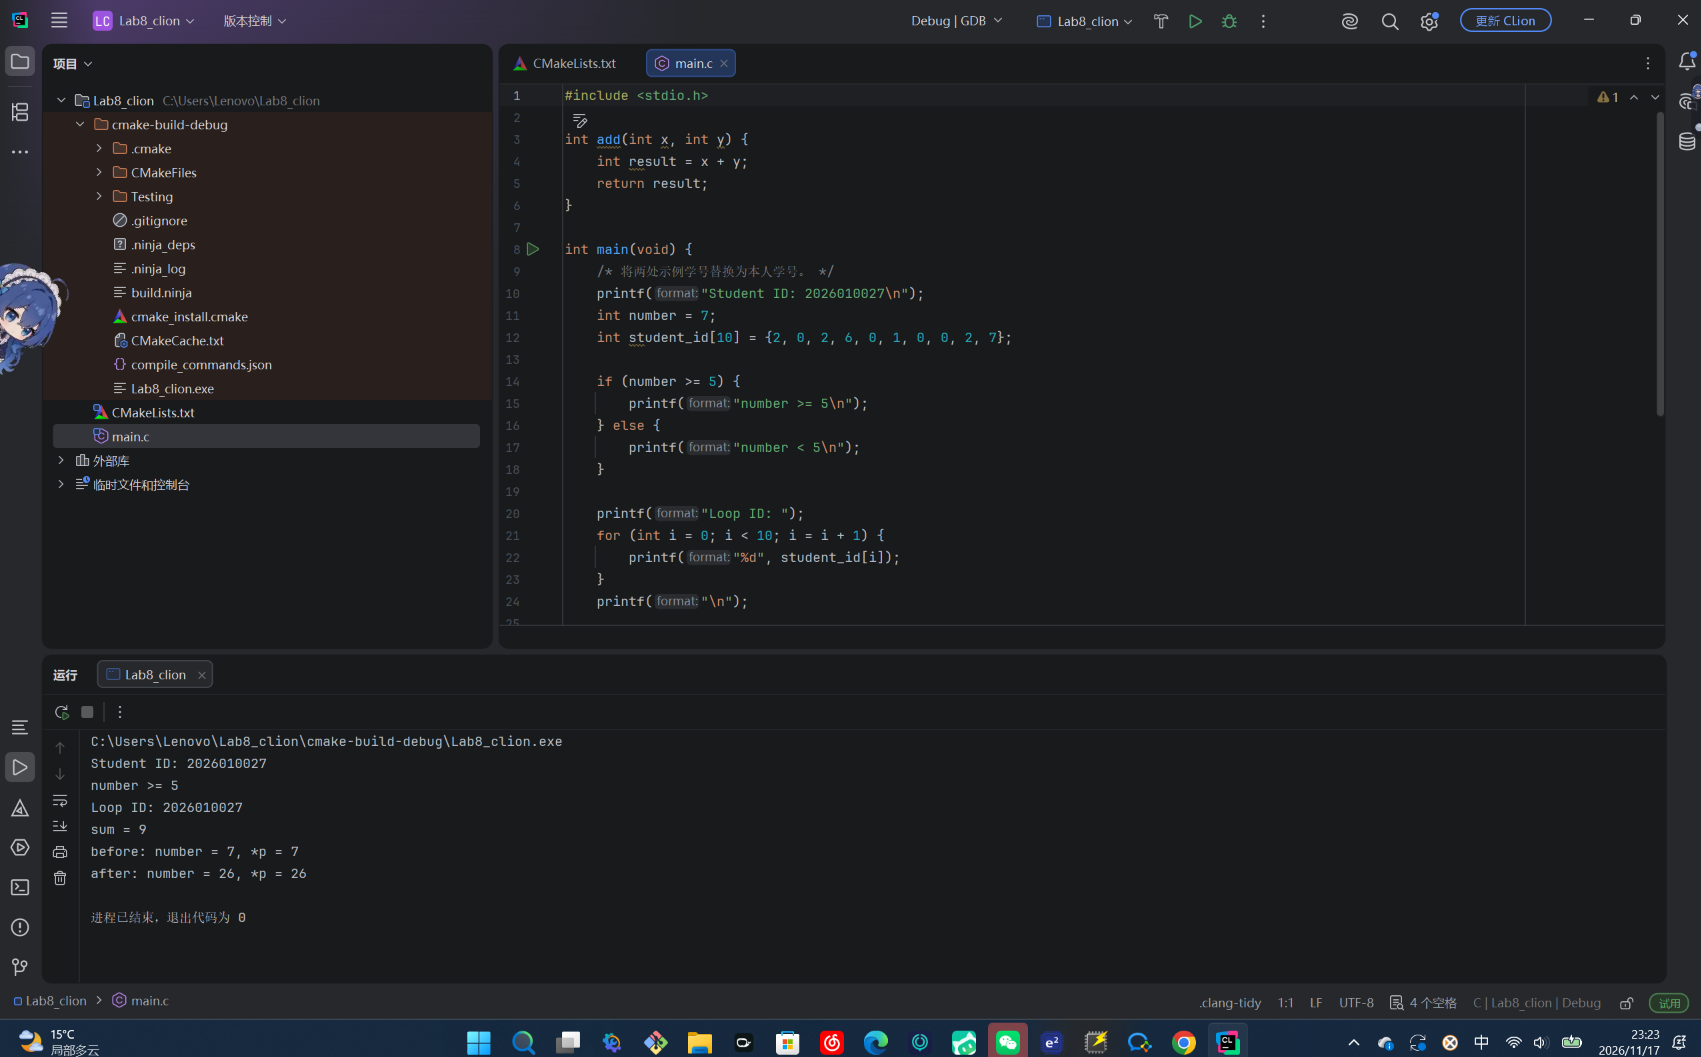 LC Lab8_clion 版本控制 Debug | GDB Lab8_clion 更新 CLion
项目
CMakeLists.txt main.c
Lab8_clion C:\Users\Lenovo\Lab8_clion
cmake-build-debug
.cmake
CMakeFiles
Testing
.gitignore
.ninja_deps
.ninja_log
build.ninja
cmake_install.cmake
CMakeCache.txt
compile_commands.json
Lab8_clion.exe
CMakeLists.txt
main.c
外部库
临时文件和控制台
1 #include <stdio.h>
2
3 int add(int x, int y) {
4 int result = x + y;
5 return result;
6 }
7
8 int main(void) {
9 /* 将两处示例学号替换为本人学号。 */
10 printf(format: "Student ID: 2026010027\n");
11 int number = 7;
12 int student_id[10] = {2, 0, 2, 6, 0, 1, 0, 0, 2, 7};
13
14 if (number >= 5) {
15 printf(format: "number >= 5\n");
16 } else {
17 printf(format: "number < 5\n");
18 }
19
20 printf(format: "Loop ID: ");
21 for (int i = 0; i < 10; i = i + 1) {
22 printf(format: "%d", student_id[i]);
23 }
24 printf(format: "\n");
25
1
运行 Lab8_clion
C:\Users\Lenovo\Lab8_clion\cmake-build-debug\Lab8_clion.exe
Student ID: 2026010027
number >= 5
Loop ID: 2026010027
sum = 9
before: number = 7, *p = 7
after: number = 26, *p = 26
进程已结束，退出代码为 0
Lab8_clion main.c .clang-tidy 1:1 LF UTF-8 4 个空格 C | Lab8_clion | Debug 试用
15°C
局部多云
中
23:23
2026/11/17